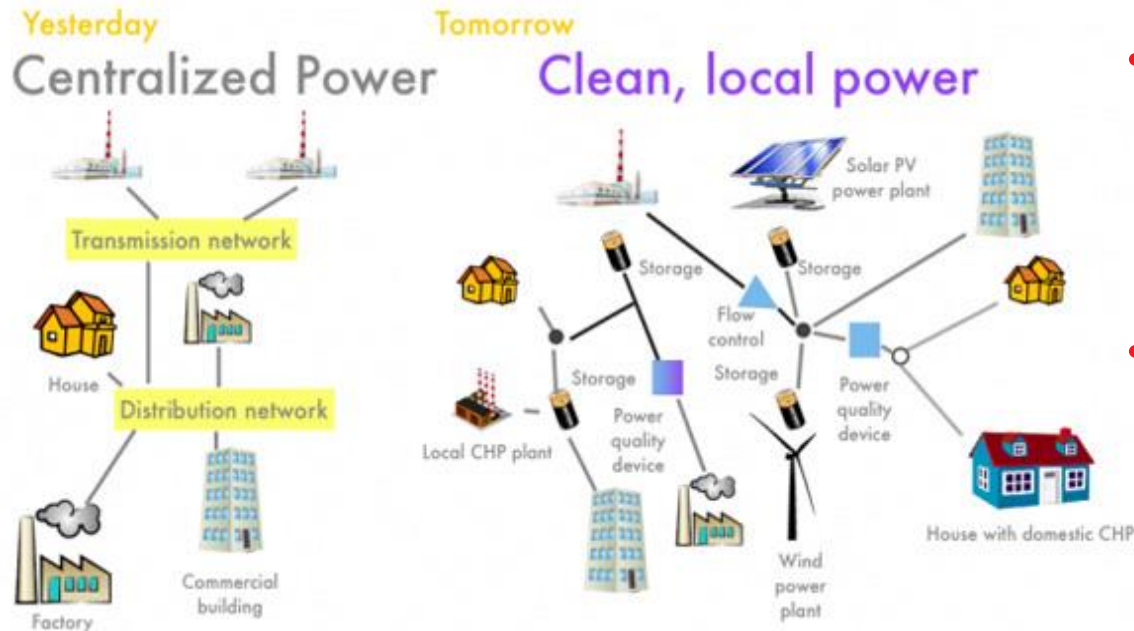 Yesterday
Centralized Power
Transmission network
House
Distribution network
Factory
Commercial
building
Tomorrow
Clean, local power
Solar PV
power plant
Storage
Storage
Flow
control
Storage
Storage
Power
quality
device
Power
quality
device
Local CHP plant
House with domestic CHP
Wind
power
plant